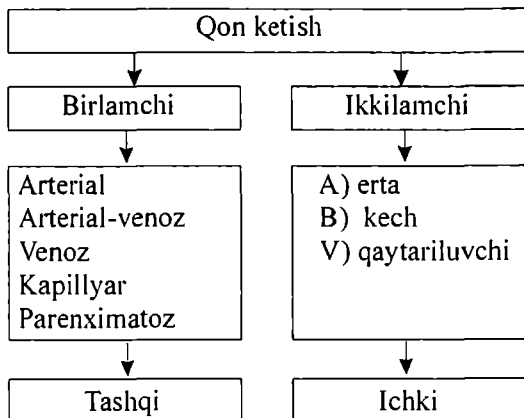 Qon ketish
Birlamchi
Ikkilamchi
Arterial
Arterial-venoz
Venoz
Kapillyar
Parenximatoz
A) erta
B) kech
V) qaytariluvchi
Tashqi
Ichki